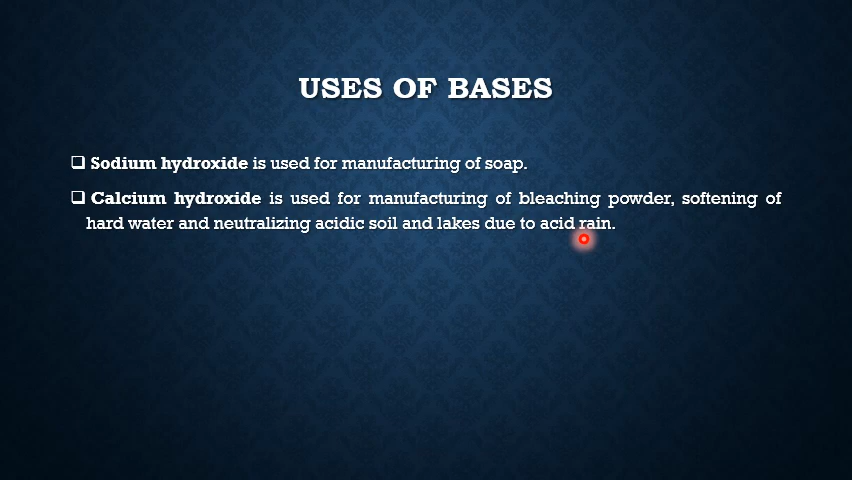 USES OF BASES
❑ Sodium hydroxide is used for manufacturing of soap.
❑ Calcium hydroxide is used for manufacturing of bleaching powder, softening of
hard water and neutralizing acidic soil and lakes due to acid rain.